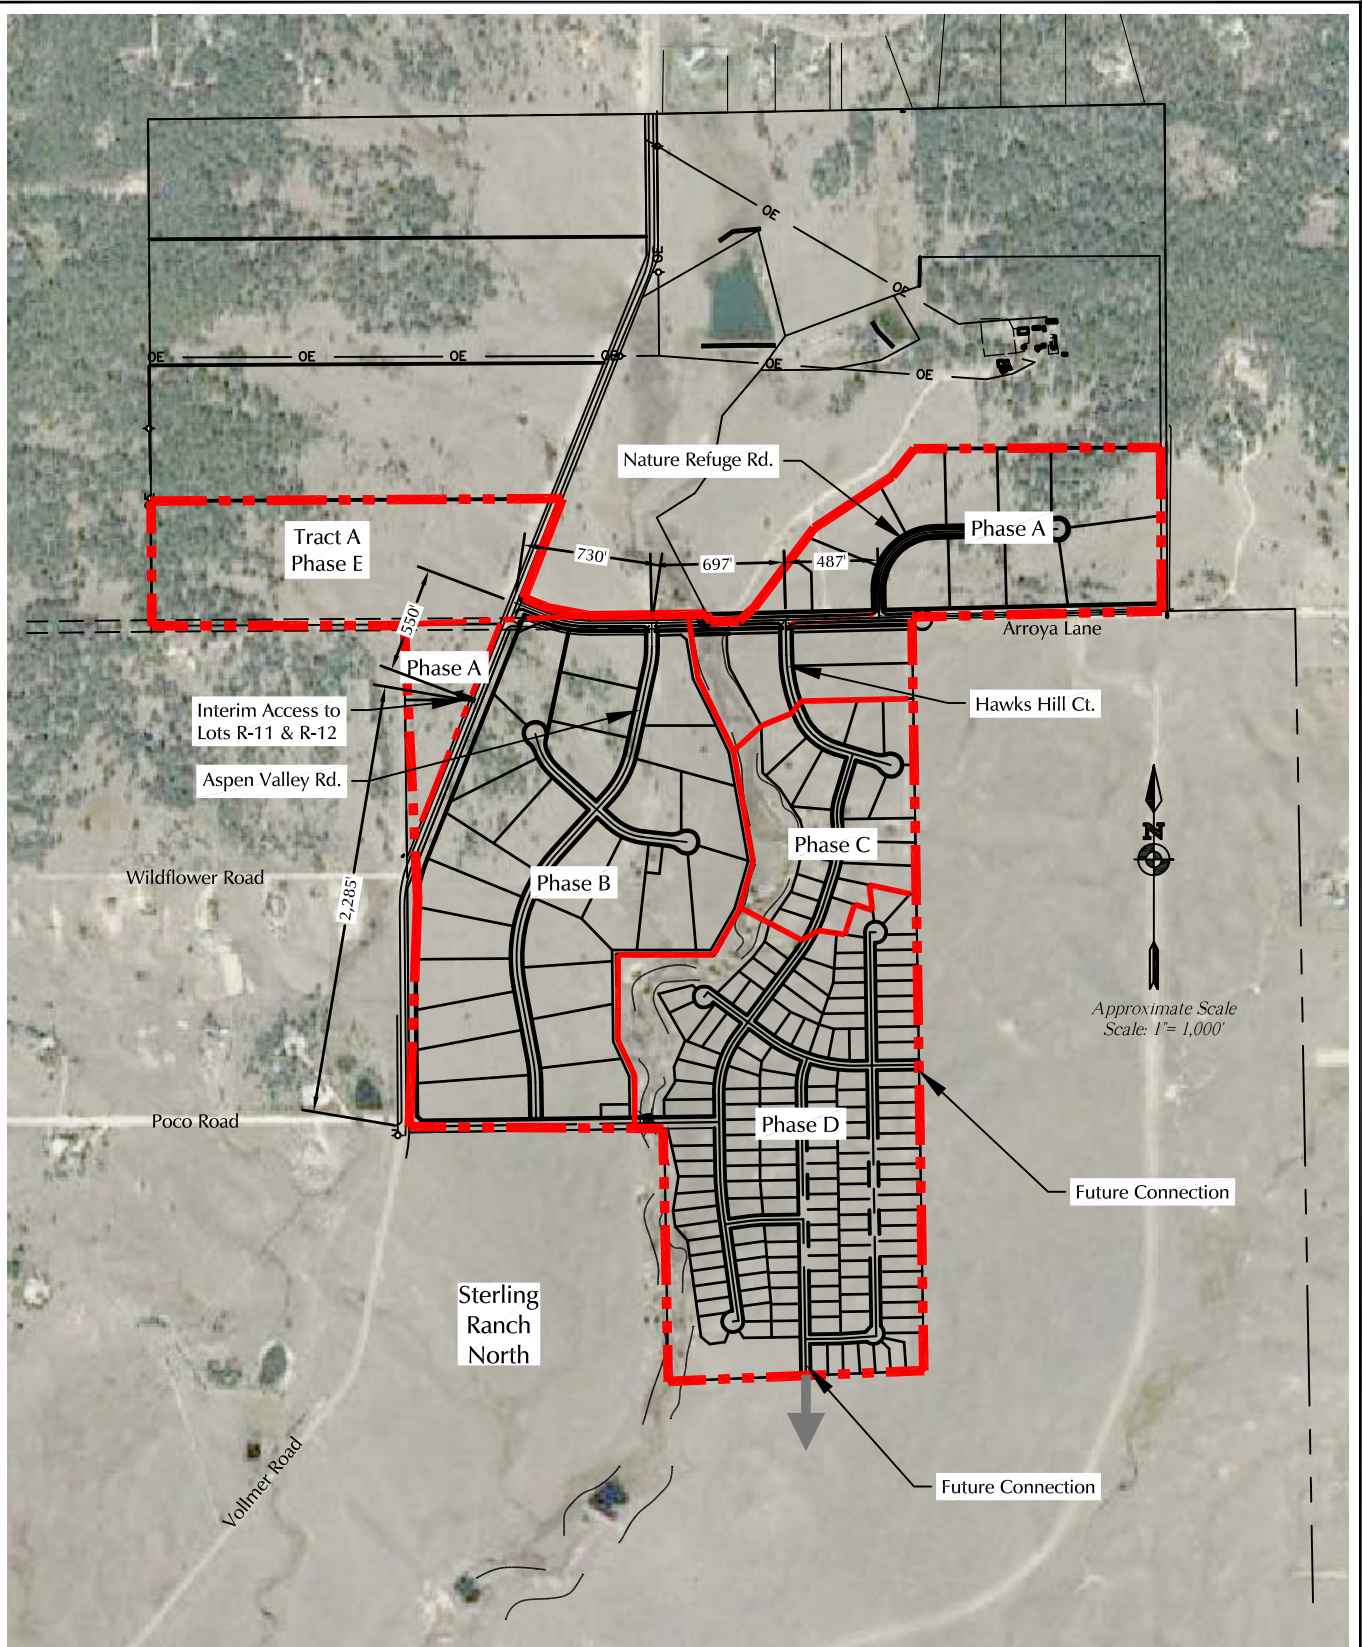 OE
OE
OE
OE
OE
OE
OE
OE
OE
Nature Refuge Rd.
Phase A
Tract A
Phase E
730'
697'
487'
550'
Arroya Lane
Phase A
Interim Access to
Lots R-11 & R-12
Hawks Hill Ct.
Aspen Valley Rd.
N
Phase C
Wildflower Road
Phase B
2,285'
Approximate Scale
Scale: 1"= 1,000'
Poco Road
Phase D
Future Connection
Sterling
Ranch
North
Vollmer Road
Future Connection